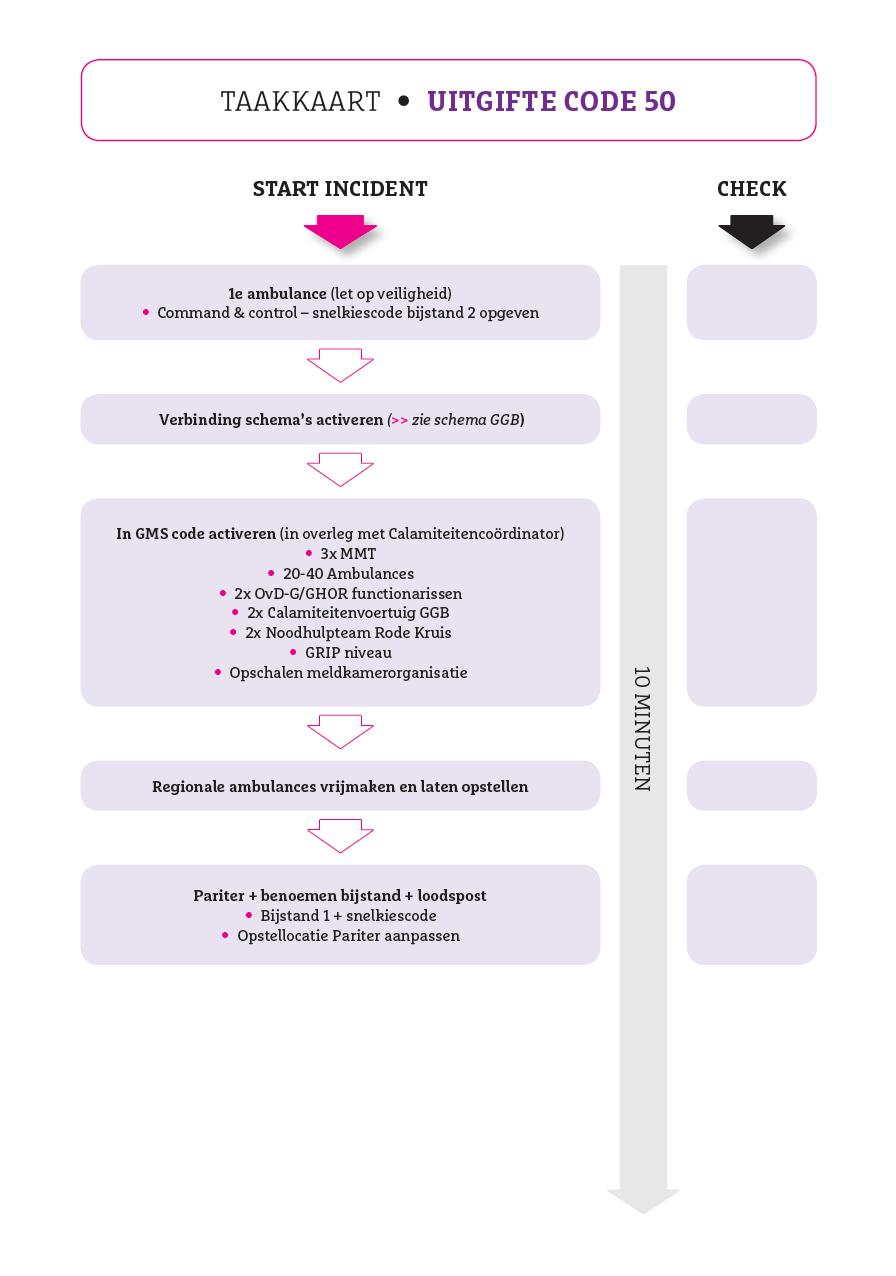 TAAKKAART • UITGIFTE CODE 50
START INCIDENT
CHECK
1e ambulance (let op veiligheid)
• Command & control – snelkiescode bijstand 2 opgeven
Verbinding schema's activeren (>> zie schema GGB)
In GMS code activeren (in overleg met Calamiteitencoördinator)
• 3x MMT
• 20-40 Ambulances
• 2x OvD-G/GHOR functionarissen
• 2x Calamiteitenvoertuig GGB
• 2x Noodhulpteam Rode Kruis
• GRIP niveau
• Opschalen meldkamerorganisatie
Regionale ambulances vrijmaken en laten opstellen
Pariter + benoemen bijstand + loodspost
• Bijstand 1 + snelkiescode
• Opstellocatie Pariter aanpassen
10 MINUTEN